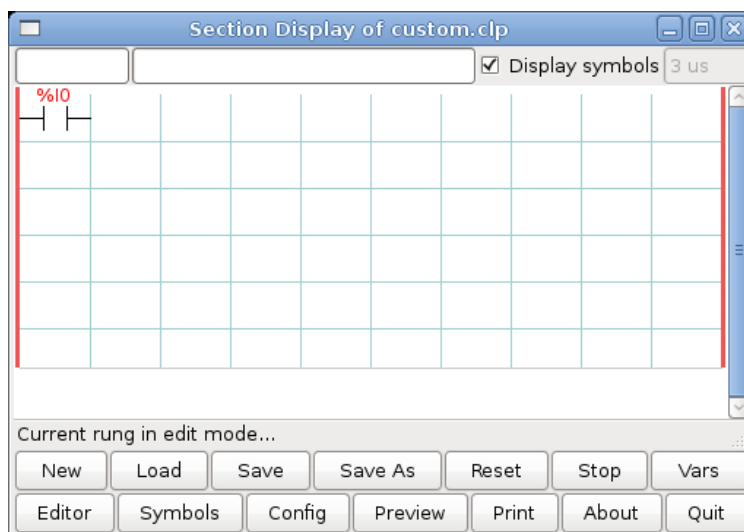 Section Display of custom.clp
Display symbols 3 us
%I0
Current rung in edit mode...
New Load Save Save As Reset Stop Vars
Editor Symbols Config Preview Print About Quit